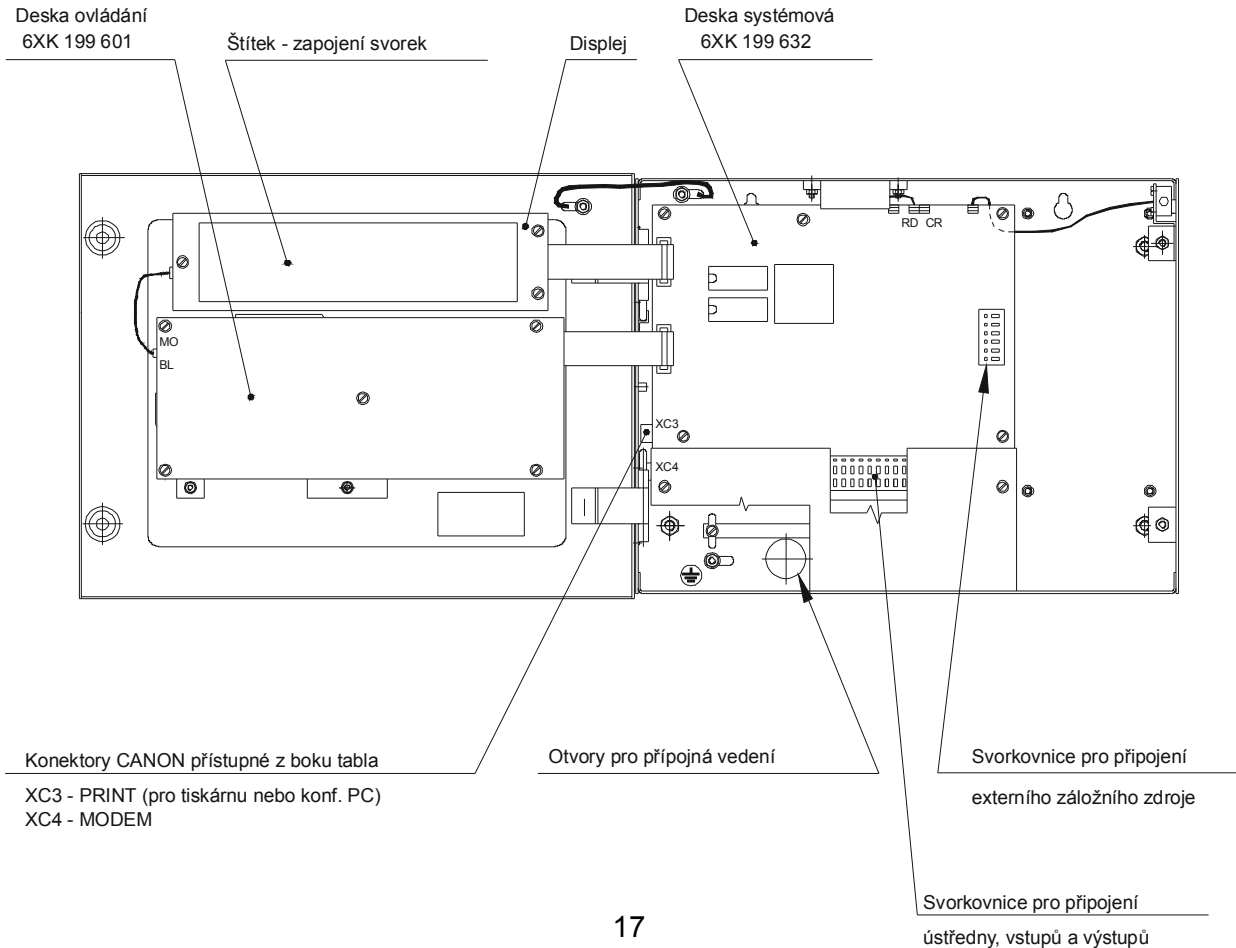 Deska ovládání
6XK 199 601
Štítek - zapojení svorek
Displej
Deska systémová
6XK 199 632
RD CR
MO
BL
XC3
XC4
Konektory CANON přístupné z boku tabla
XC3 - PRINT (pro tiskárnu nebo konf. PC)
XC4 - MODEM
Otvory pro přípojná vedení
Svorkovnice pro připojení
externího záložního zdroje
Svorkovnice pro připojení
ústředny, vstupů a výstupů
17